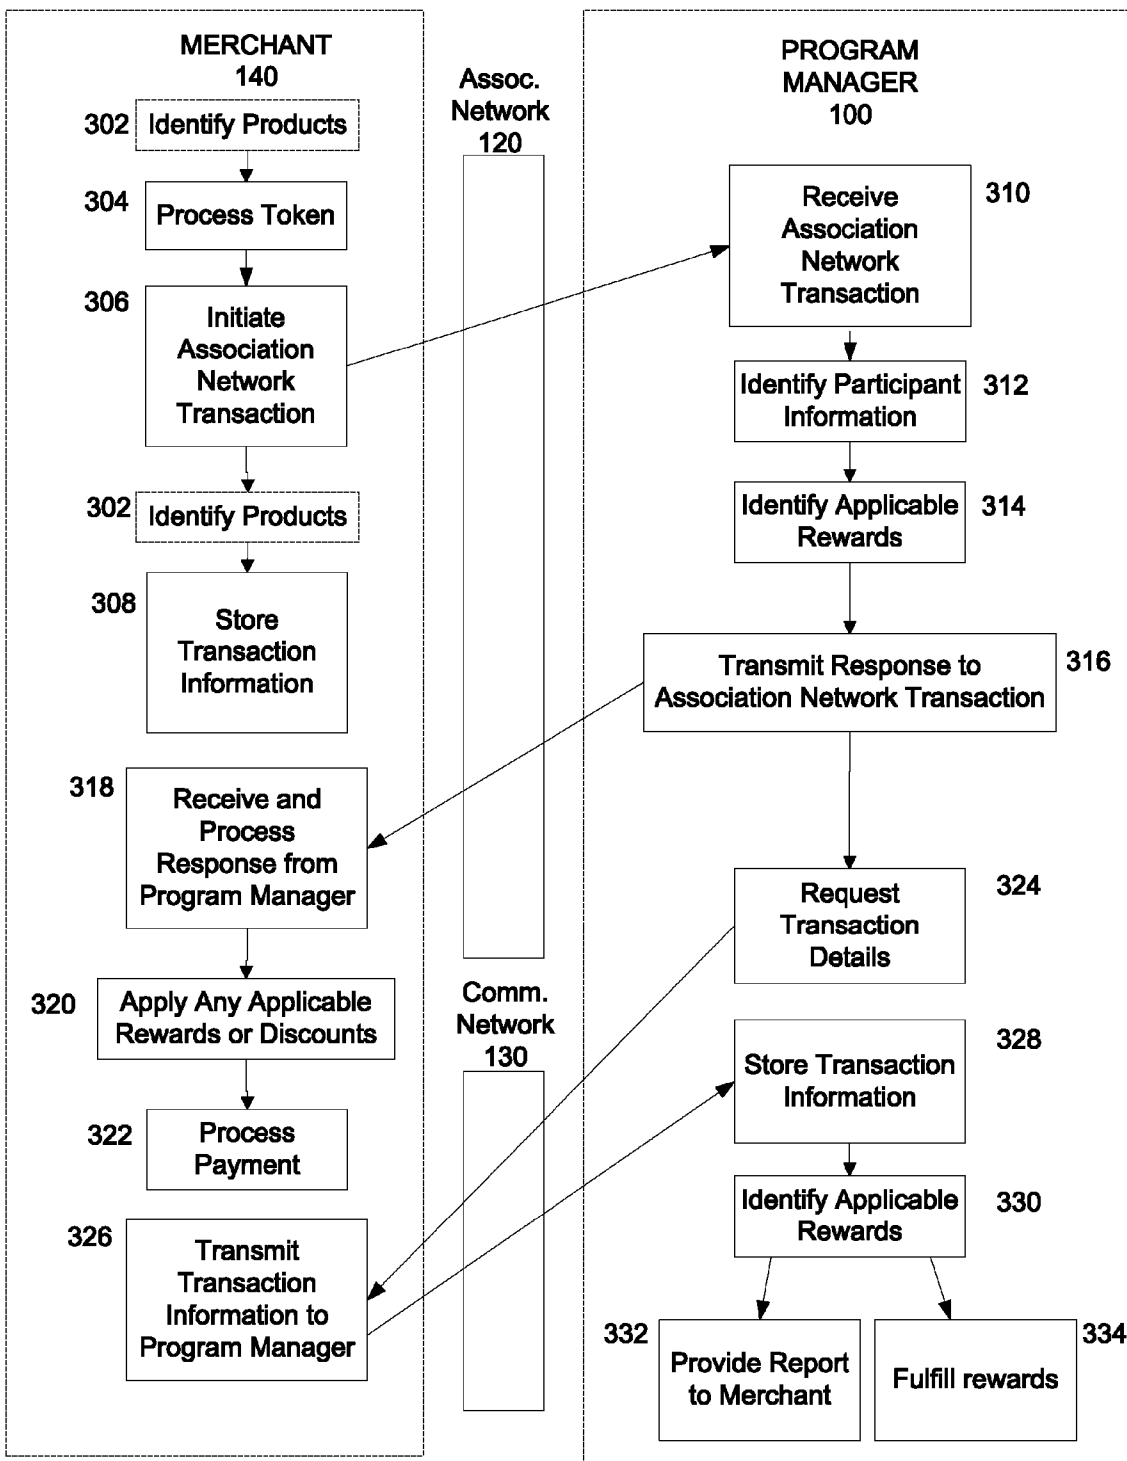 MERCHANT
140
302
Identify Products
304
Process Token
306
Initiate
Association
Network
Transaction
302
Identify Products
308
Store
Transaction
Information
318
Receive and
Process
Response from
Program Manager
320
Apply Any Applicable
Rewards or Discounts
322
Process
Payment
326
Transmit
Transaction
Information to
Program Manager
Assoc.
Network
120
Comm.
Network
130
PROGRAM
MANAGER
100
310
Receive
Association
Network
Transaction
312
Identify Participant
Information
314
Identify Applicable
Rewards
316
Transmit Response to
Association Network Transaction
324
Request
Transaction
Details
328
Store Transaction
Information
330
Identify Applicable
Rewards
332
Provide Report
to Merchant
334
Fulfill rewards